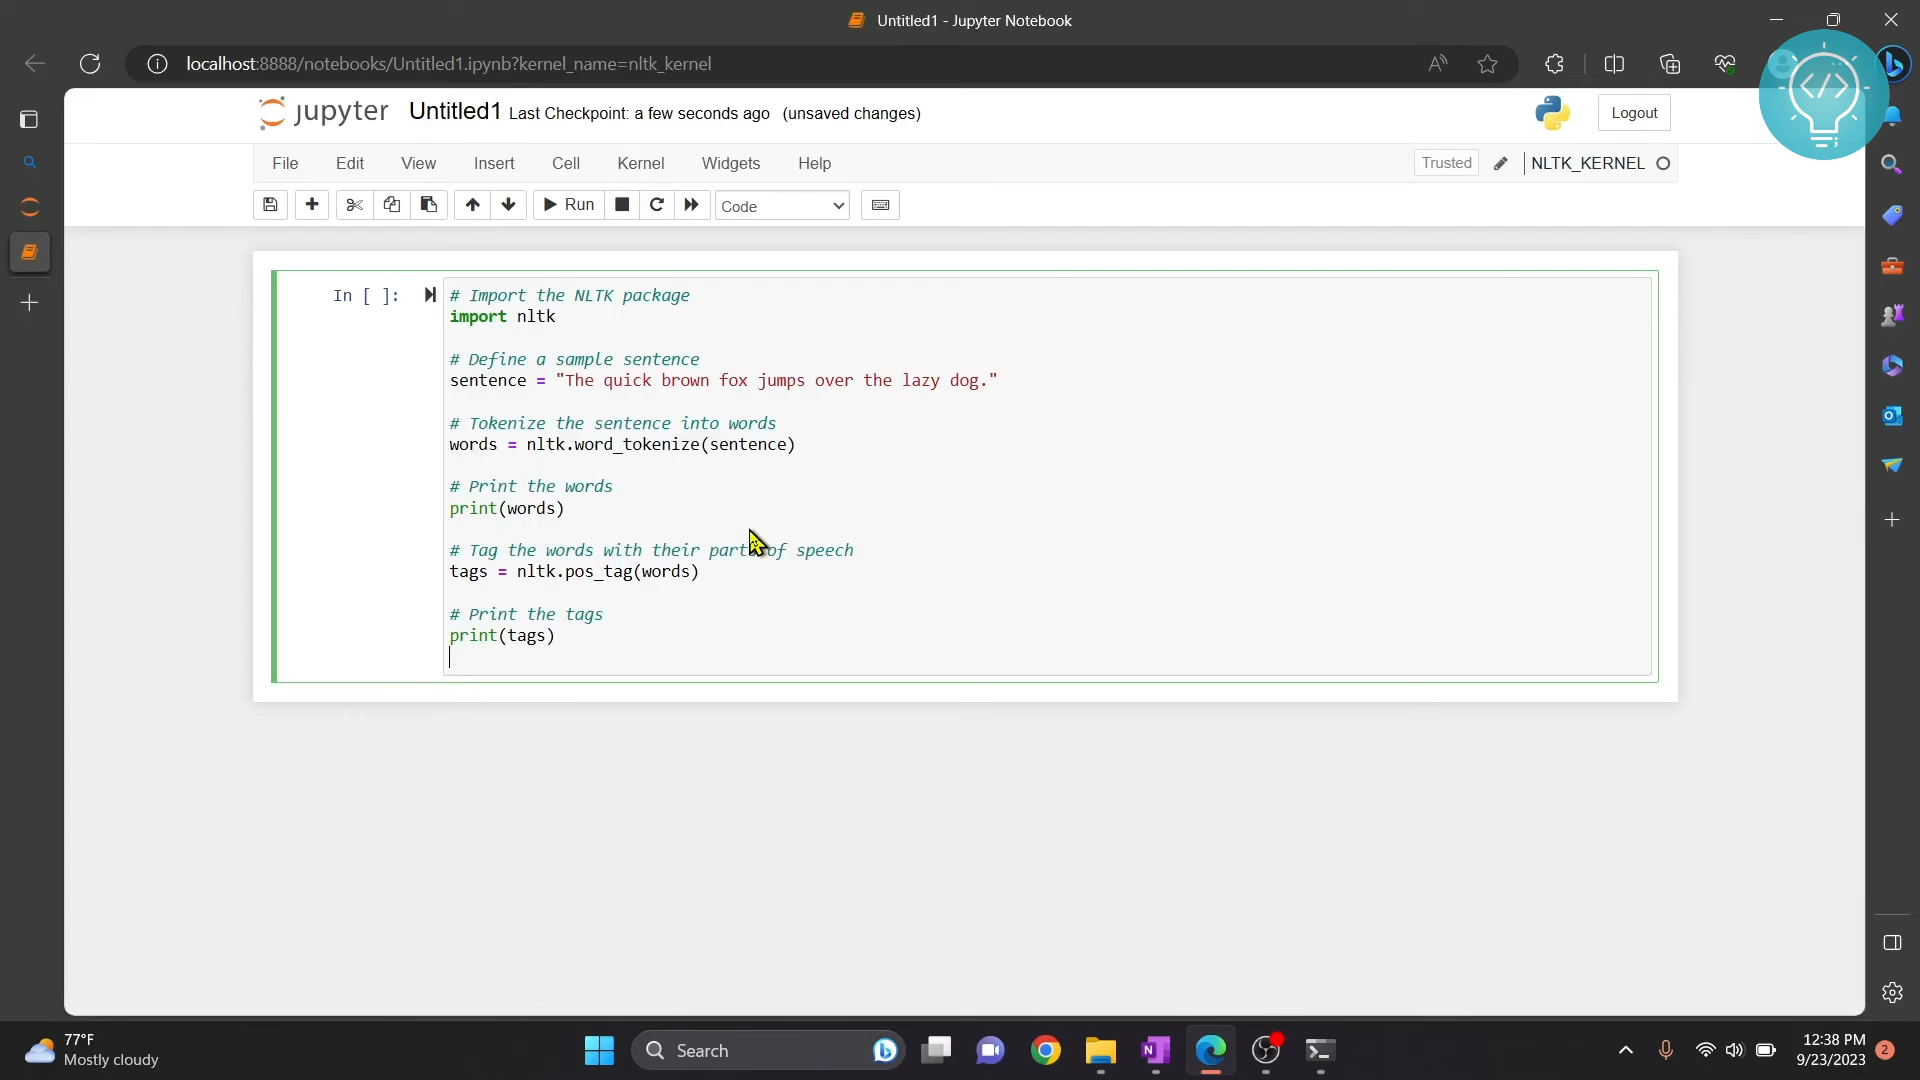 Untitled1 - Jupyter Notebook
localhost:8888/notebooks/Untitled1.ipynb?kernel_name=nltk_kernel
jupyter Untitled1 Last Checkpoint: a few seconds ago (unsaved changes)
Logout
File Edit View Insert Cell Kernel Widgets Help
Trusted NLTK_KERNEL
Run Code
In [ ]:
# Import the NLTK package
import nltk
# Define a sample sentence
sentence = "The quick brown fox jumps over the lazy dog."
# Tokenize the sentence into words
words = nltk.word_tokenize(sentence)
# Print the words
print(words)
# Tag the words with their parts of speech
tags = nltk.pos_tag(words)
# Print the tags
print(tags)
77°F
Mostly cloudy
Search
12:38 PM
9/23/2023
2